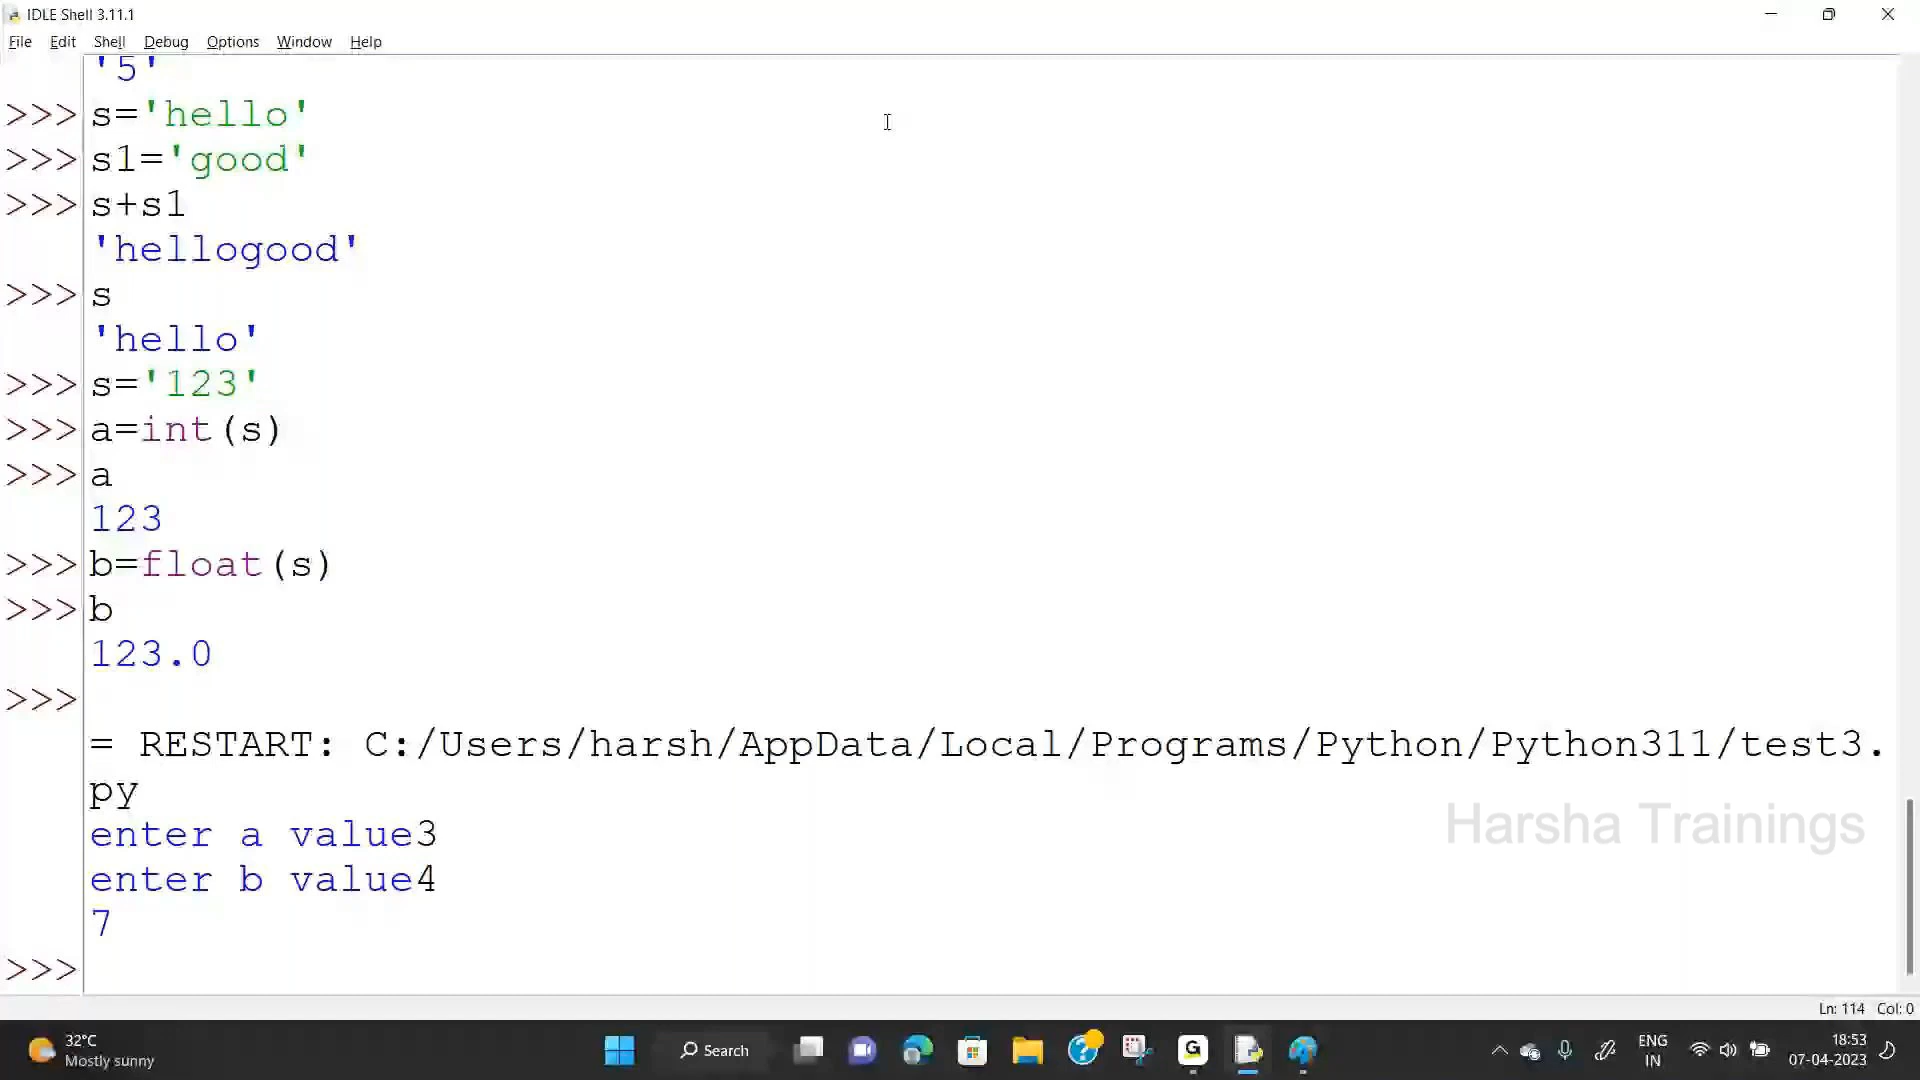 IDLE Shell 3.11.1
File Edit Shell Debug Options Window Help
'5'
>>> s='hello'
>>> s1='good'
>>> s+s1
'hellogood'
>>> s
'hello'
>>> s='123'
>>> a=int(s)
>>> a
123
>>> b=float(s)
>>> b
123.0
>>>
= RESTART: C:/Users/harsh/AppData/Local/Programs/Python/Python311/test3.
py
Harsha Trainings
enter a value3
enter b value4
7
>>>
Ln: 114 Col: 0
32°C
Mostly sunny
Search
ENG
IN
18:53
07-04-2023